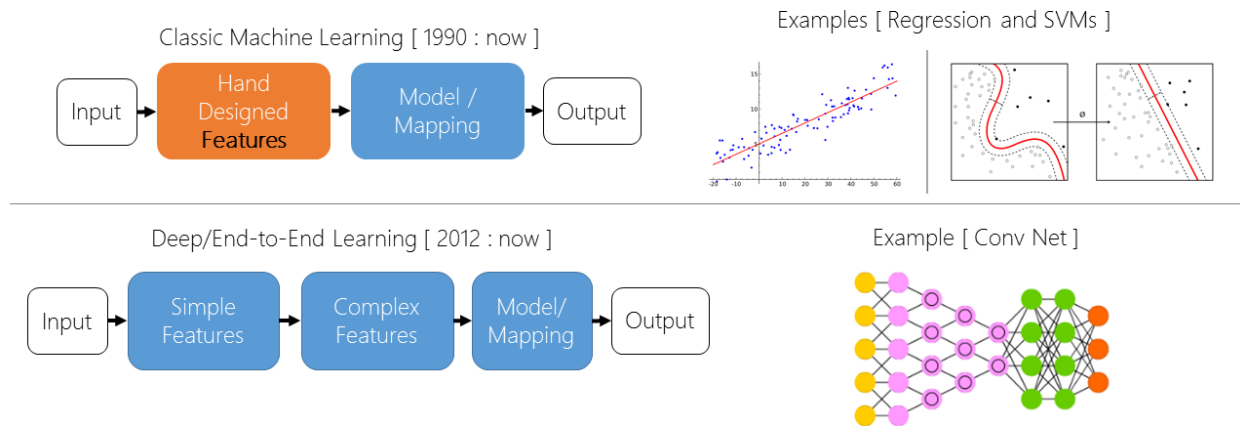 Classic Machine Learning [ 1990 : now ]
Input
Hand
Designed
Features
Model /
Mapping
Output
Examples [ Regression and SVMs ]
15
10
5
-20 -10 10 20 30 40 50 60
ø
Deep/End-to-End Learning [ 2012 : now ]
Input
Simple
Features
Complex
Features
Model/
Mapping
Output
Example [ Conv Net ]